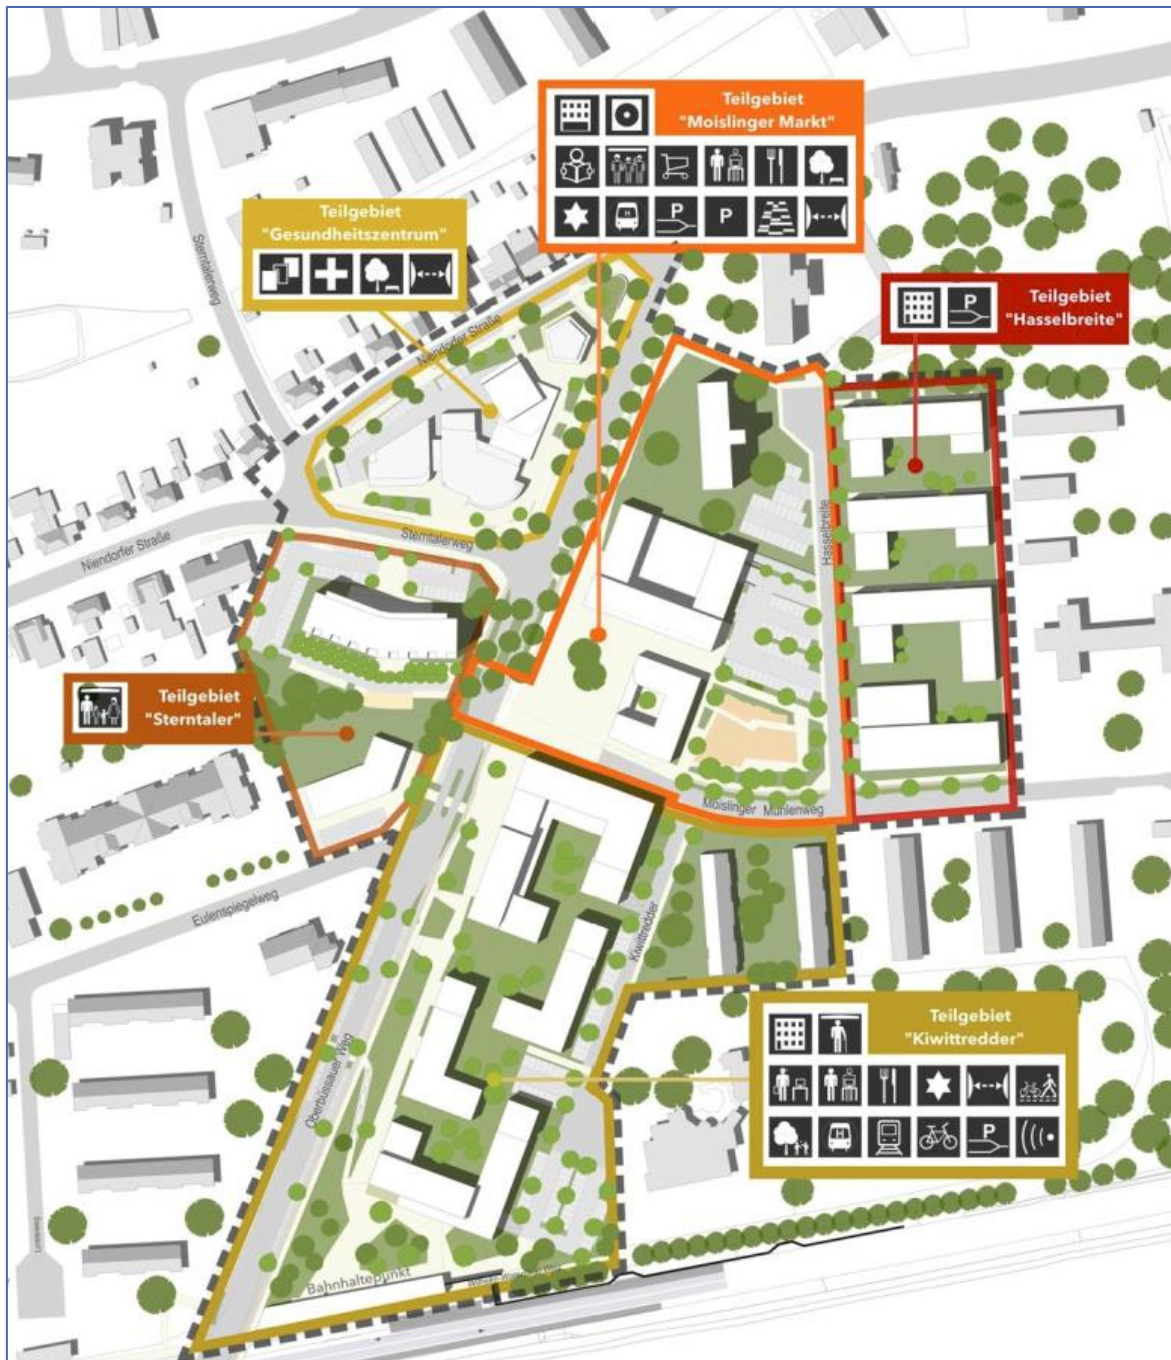 Teilgebiet
"Moislinger Markt"
H
P
P
Teilgebiet
"Gesundheitszentrum"
Teilgebiet
"Hasselbreite"
P
Sterntalerweg
Niendorfer Straße
Hasselbreite
Sterntalerweg
Niendorfer Straße
Teilgebiet
"Sterntaler"
Moislinger Mühlenweg
Eulenspiegelweg
Kiwittredder
Teilgebiet
"Kiwittredder"
H
P
Oberbüssauer Weg
Bahnhaltepunkt